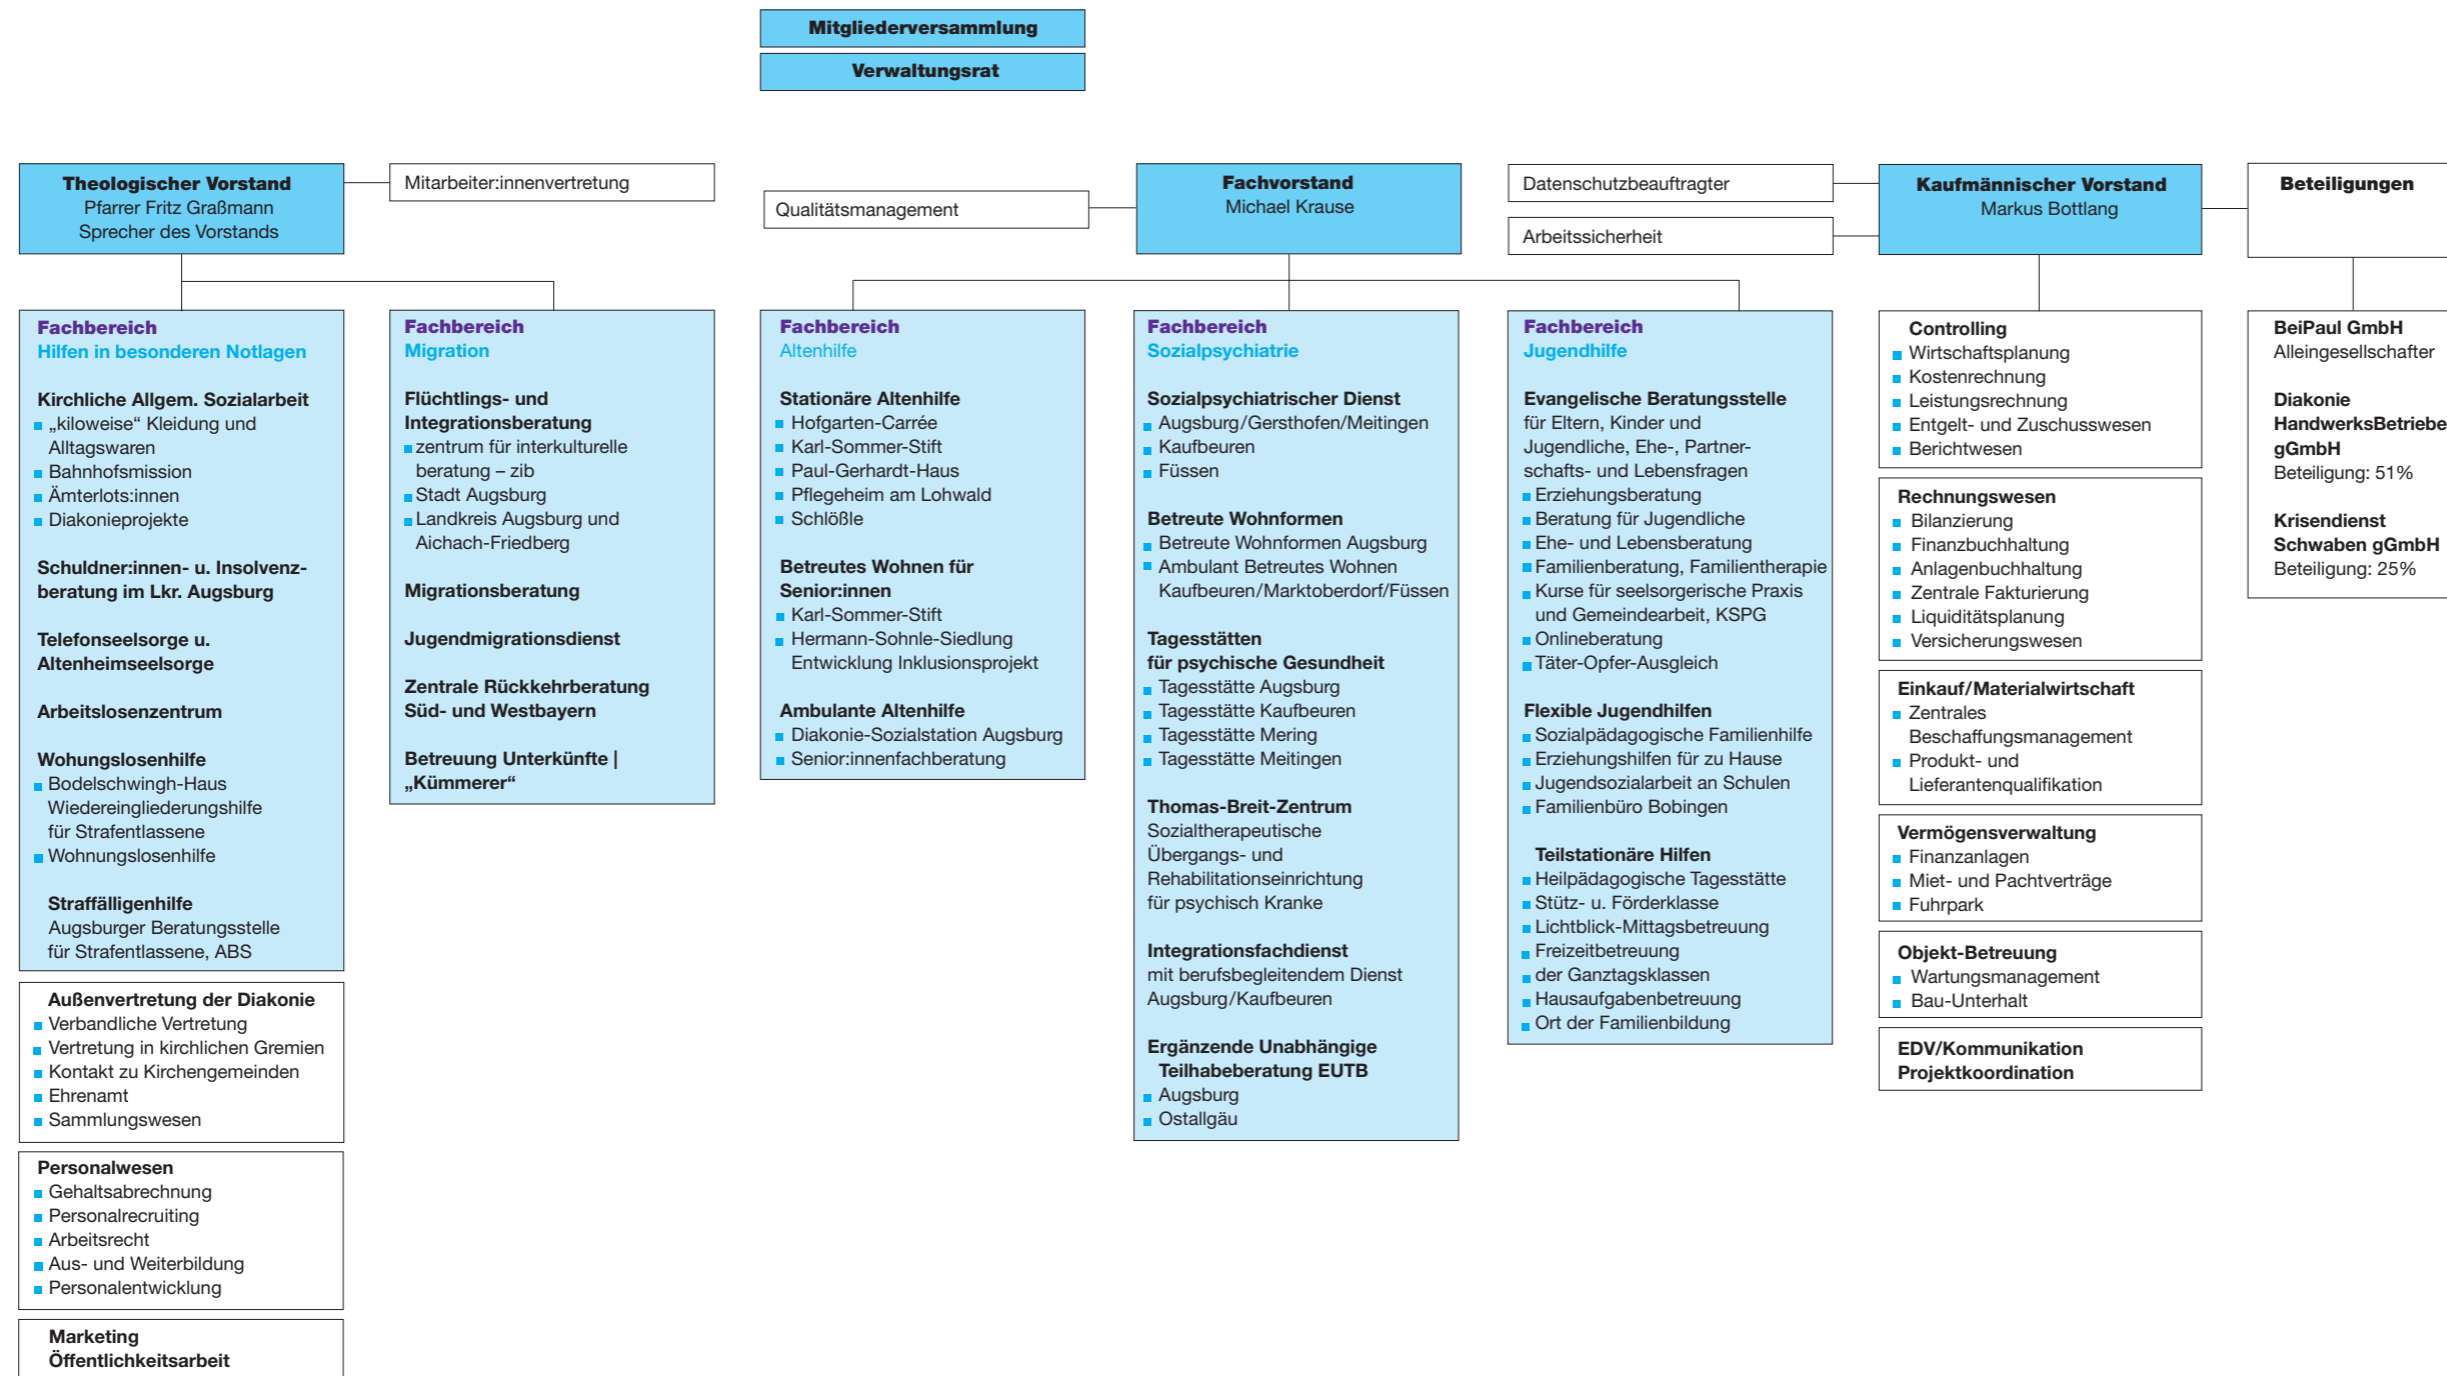 Mitgliederversammlung
Verwaltungsrat
Theologischer Vorstand
Pfarrer Fritz Graßmann
Sprecher des Vorstands
Mitarbeiter:innenvertretung
Qualitätsmanagement
Fachvorstand
Michael Krause
Datenschutzbeauftragter
Arbeitssicherheit
Kaufmännischer Vorstand
Markus Bottlang
Beteiligungen
Fachbereich
Hilfen in besonderen Notlagen
Kirchliche Allgem. Sozialarbeit
„kiloweise“ Kleidung und
Alltagswaren
Bahnhofsmission
Ämterlots:innen
Diakonieprojekte
Schuldner:innen- u. Insolvenz-
beratung im Lkr. Augsburg
Telefonseelsorge u.
Altenheimseelsorge
Arbeitslosenzentrum
Wohungslosenhilfe
Bodelschwingh-Haus
Wiedereingliederungshilfe
für Strafentlassene
Wohnungslosenhilfe
Straffälligenhilfe
Augsburger Beratungsstelle
für Strafentlassene, ABS
Außenvertretung der Diakonie
Verbandliche Vertretung
Vertretung in kirchlichen Gremien
Kontakt zu Kirchengemeinden
Ehrenamt
Sammlungswesen
Personalwesen
Gehaltsabrechnung
Personalrecruiting
Arbeitsrecht
Aus- und Weiterbildung
Personalentwicklung
Marketing
Öffentlichkeitsarbeit
Fachbereich
Migration
Flüchtlings- und
Integrationsberatung
zentrum für interkulturelle
beratung – zib
Stadt Augsburg
Landkreis Augsburg und
Aichach-Friedberg
Migrationsberatung
Jugendmigrationsdienst
Zentrale Rückkehrberatung
Süd- und Westbayern
Betreuung Unterkünfte |
„Kümmerer“
Fachbereich
Altenhilfe
Stationäre Altenhilfe
Hofgarten-Carrée
Karl-Sommer-Stift
Paul-Gerhardt-Haus
Pflegeheim am Lohwald
Schlößle
Betreutes Wohnen für
Senior:innen
Karl-Sommer-Stift
Hermann-Sohnle-Siedlung
Entwicklung Inklusionsprojekt
Ambulante Altenhilfe
Diakonie-Sozialstation Augsburg
Senior:innenfachberatung
Fachbereich
Sozialpsychiatrie
Sozialpsychiatrischer Dienst
Augsburg/Gersthofen/Meitingen
Kaufbeuren
Füssen
Betreute Wohnformen
Betreute Wohnformen Augsburg
Ambulant Betreutes Wohnen
Kaufbeuren/Marktoberdorf/Füssen
Tagesstätten
für psychische Gesundheit
Tagesstätte Augsburg
Tagesstätte Kaufbeuren
Tagesstätte Mering
Tagesstätte Meitingen
Thomas-Breit-Zentrum
Sozialtherapeutische
Übergangs- und
Rehabilitationseinrichtung
für psychisch Kranke
Integrationsfachdienst
mit berufsbegleitendem Dienst
Augsburg/Kaufbeuren
Ergänzende Unabhängige
Teilhabeberatung EUTB
Augsburg
Ostallgäu
Fachbereich
Jugendhilfe
Evangelische Beratungsstelle
für Eltern, Kinder und
Jugendliche, Ehe-, Partner-
schafts- und Lebensfragen
Erziehungsberatung
Beratung für Jugendliche
Ehe- und Lebensberatung
Familienberatung, Familientherapie
Kurse für seelsorgerische Praxis
und Gemeindearbeit, KSPG
Onlineberatung
Täter-Opfer-Ausgleich
Flexible Jugendhilfen
Sozialpädagogische Familienhilfe
Erziehungshilfen für zu Hause
Jugendsozialarbeit an Schulen
Familienbüro Bobingen
Teilstationäre Hilfen
Heilpädagogische Tagesstätte
Stütz- u. Förderklasse
Lichtblick-Mittagsbetreuung
Freizeitbetreuung
der Ganztagsklassen
Hausaufgabenbetreuung
Ort der Familienbildung
Controlling
Wirtschaftsplanung
Kostenrechnung
Leistungsrechnung
Entgelt- und Zuschusswesen
Berichtwesen
Rechnungswesen
Bilanzierung
Finanzbuchhaltung
Anlagenbuchhaltung
Zentrale Fakturierung
Liquiditätsplanung
Versicherungswesen
Einkauf/Materialwirtschaft
Zentrales
Beschaffungsmanagement
Produkt- und
Lieferantenqualifikation
Vermögensverwaltung
Finanzanlagen
Miet- und Pachtverträge
Fuhrpark
Objekt-Betreuung
Wartungsmanagement
Bau-Unterhalt
EDV/Kommunikation
Projektkoordination
BeiPaul GmbH
Alleingesellschafter
Diakonie
HandwerksBetriebe
gGmbH
Beteiligung: 51%
Krisendienst
Schwaben gGmbH
Beteiligung: 25%